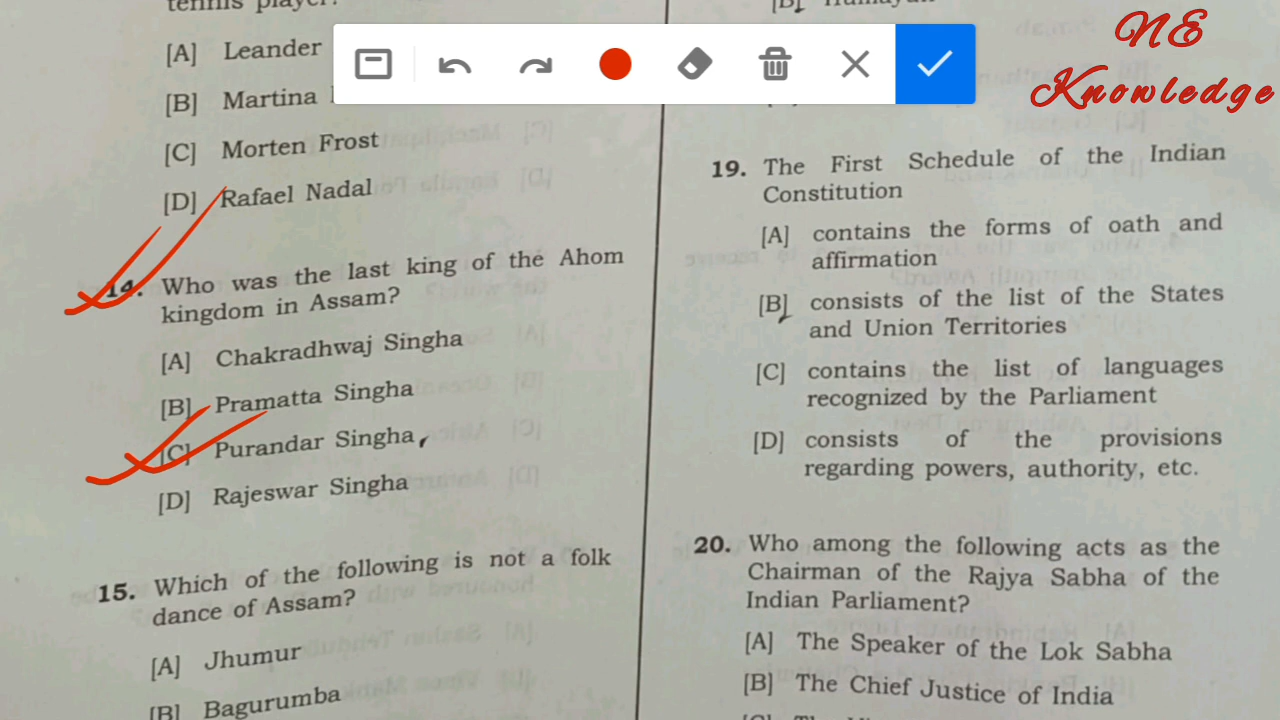 tennis player?
[A] Leander
[B] Martina
[C] Morten Frost
[D] Rafael Nadal
14. Who was the last king of the Ahom
kingdom in Assam?
[A] Chakradhwaj Singha
[B] Pramatta Singha
[C] Purandar Singha
[D] Rajeswar Singha
15. Which of the following is not a folk
dance of Assam?
[A] Jhumur
[B] Bagurumba
[B] Humayun
NE
Knowledge
19. The First Schedule of the Indian
Constitution
[A] contains the forms of oath and
affirmation
[B] consists of the list of the States
and Union Territories
[C] contains the list of languages
recognized by the Parliament
[D] consists of the provisions
regarding powers, authority, etc.
20. Who among the following acts as the
Chairman of the Rajya Sabha of the
Indian Parliament?
[A] The Speaker of the Lok Sabha
[B] The Chief Justice of India